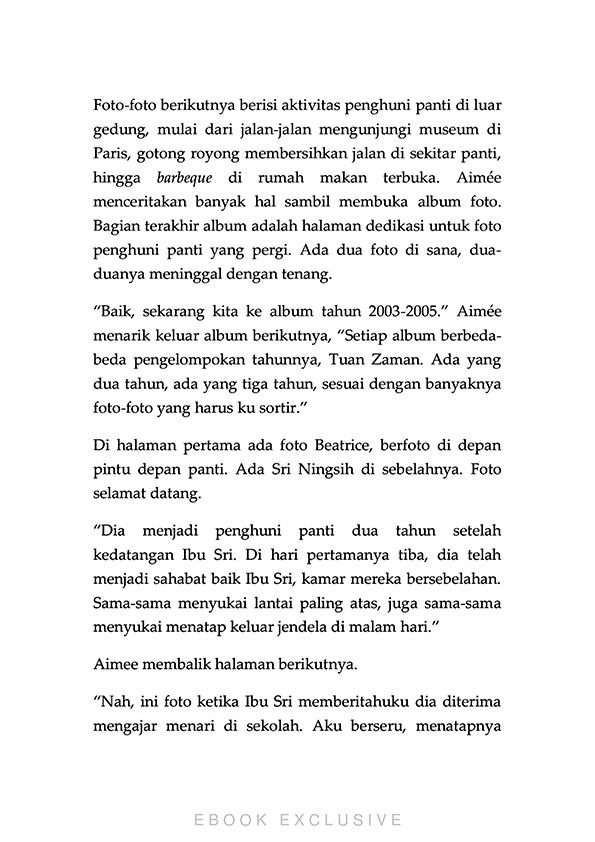 Foto-foto berikutnya berisi aktivitas penghuni panti di luar
gedung, mulai dari jalan-jalan mengunjungi museum di
Paris, gotong royong membersihkan jalan di sekitar panti,
hingga barbeque di rumah makan terbuka. Aimée
menceritakan banyak hal sambil membuka album foto.
Bagian terakhir album adalah halaman dedikasi untuk foto
penghuni panti yang pergi. Ada dua foto di sana, dua-
duanya meninggal dengan tenang.
“Baik, sekarang kita ke album tahun 2003-2005.” Aimée
menarik keluar album berikutnya, “Setiap album berbeda-
beda pengelompokan tahunnya, Tuan Zaman. Ada yang
dua tahun, ada yang tiga tahun, sesuai dengan banyaknya
foto-foto yang harus ku sortir.”
Di halaman pertama ada foto Beatrice, berfoto di depan
pintu depan panti. Ada Sri Ningsih di sebelahnya. Foto
selamat datang.
“Dia menjadi penghuni panti dua tahun setelah
kedatangan Ibu Sri. Di hari pertamanya tiba, dia telah
menjadi sahabat baik Ibu Sri, kamar mereka bersebelahan.
Sama-sama menyukai lantai paling atas, juga sama-sama
menyukai menatap keluar jendela di malam hari.”
Aimee membalik halaman berikutnya.
“Nah, ini foto ketika Ibu Sri memberitahuku dia diterima
mengajar menari di sekolah. Aku berseru, menatapnya
EBOOK EXCLUSIVE